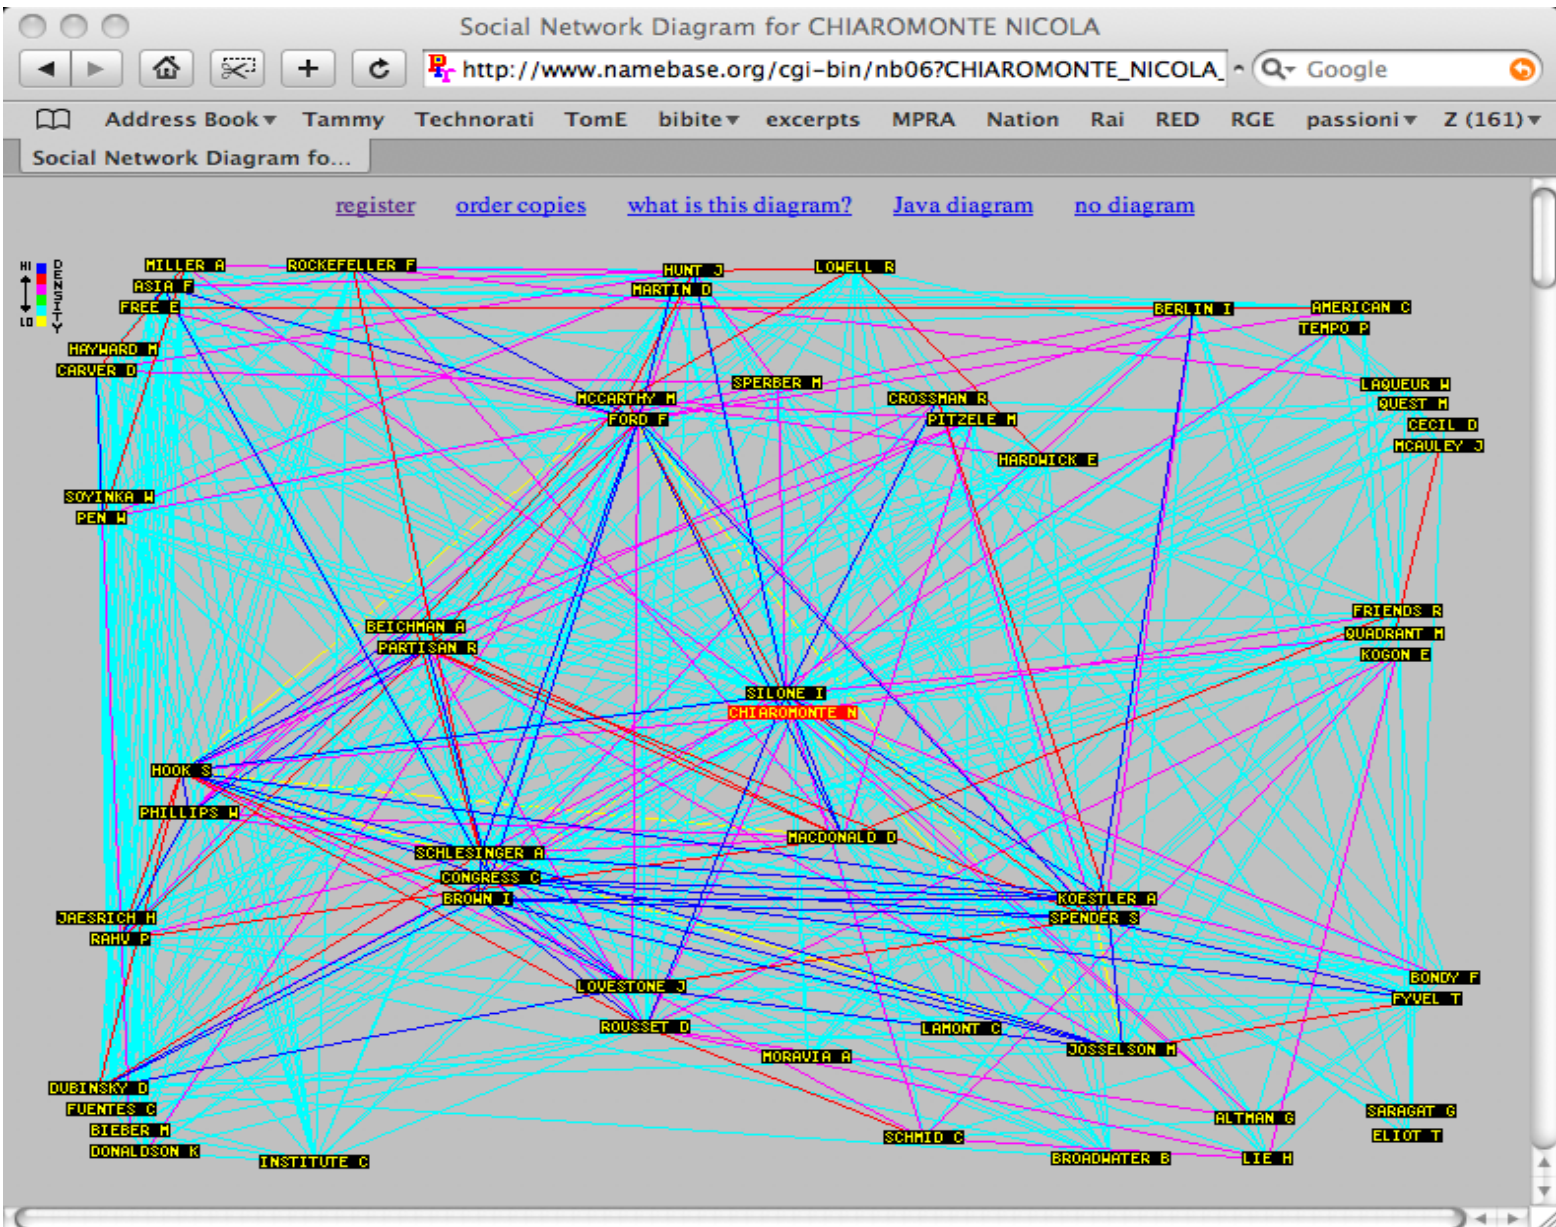 Social Network Diagram for CHIAROMONTE NICOLA
http://www.namebase.org/cgi-bin/nb06?CHIAROMONTE_NICOLA_
Google
Address Book Tammy Technorati TomE bibite excerpts MPRA Nation Rai RED RGE passioni Z (161)
Social Network Diagram fo...
register order copies what is this diagram? Java diagram no diagram
HI
LO
DENSITY
MILLER A ROCKEFELLER F HUNT J LOWELL R
ASIA F MARTIN D
FREE E BERLIN I AMERICAN C
TEMPO P
HAYWARD M
CARVER D SPERBER M LAQUEUR W
MCCARTHY M CROSSMAN R QUEST M
FORD F PITZELE M CECIL D
MCAULEY J
HARDWICK E
SOYINKA W
PEN W
FRIENDS R
BEICHMAN A QUADRANT M
PARTISAN R KOGON E
SILONE I
CHIAROMONTE N
HOOK S
PHILLIPS W
MACDONALD D
SCHLESINGER A
CONGRESS C
BROWN I KOESTLER A
JAESRICH H SPENDER S
RAHV P
BONDY F
LOVESTONE J FYVEL T
ROUSSET D LAMONT C
MORAVIA A JOSSELSON M
DUBINSKY D
FUENTES C SARAGAT G
ALTMAN G
BIEBER M SCHMID C ELIOT T
DONALDSON K
INSTITUTE C BROADWATER B LIE H